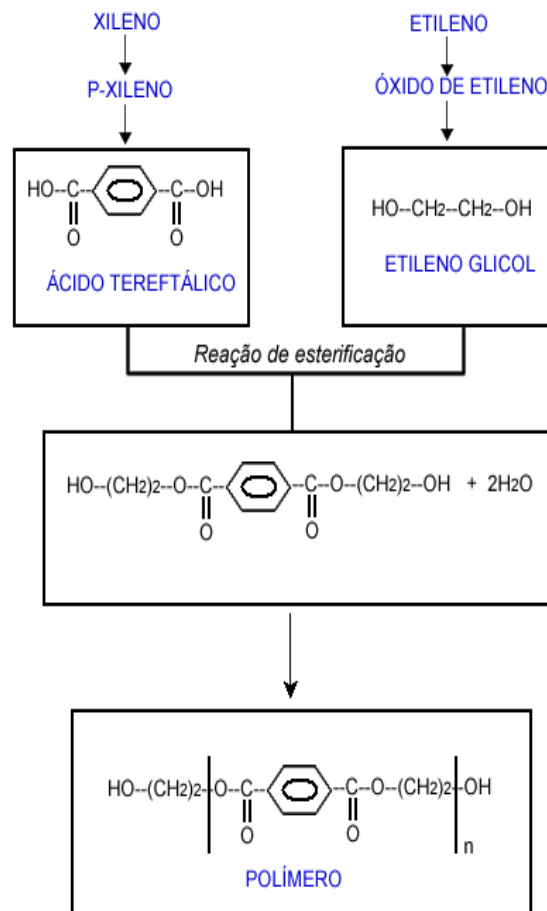 XILENO
P-XILENO
HO--C-- --C--OH
O O
ÁCIDO TEREFTÁLICO
ETILENO
ÓXIDO DE ETILENO
HO--CH2--CH2--OH
ETILENO GLICOL
Reação de esterificação
HO--(CH2)2--O--C-- --C--O--(CH2)2--OH + 2H2O
O O
HO--(CH2)2--O--C-- --C--O--(CH2)2--OH
O O
n
POLÍMERO